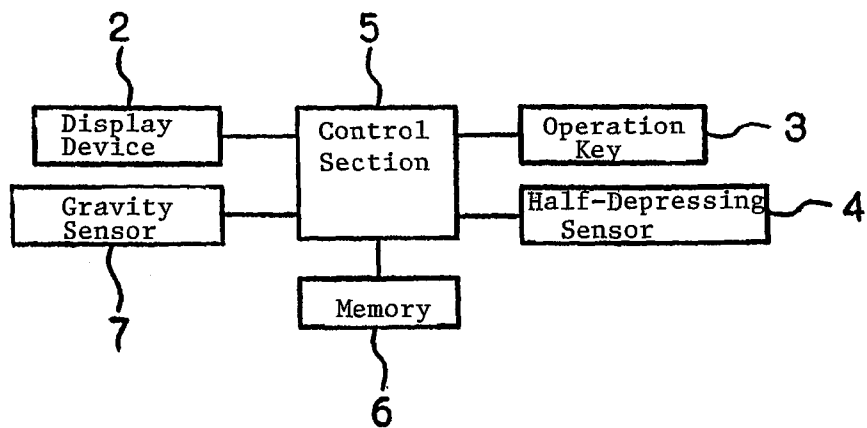 2
5
Display
Device
Control
Section
Operation
Key
3
Gravity
Sensor
Half-Depressing
Sensor
4
7
Memory
6